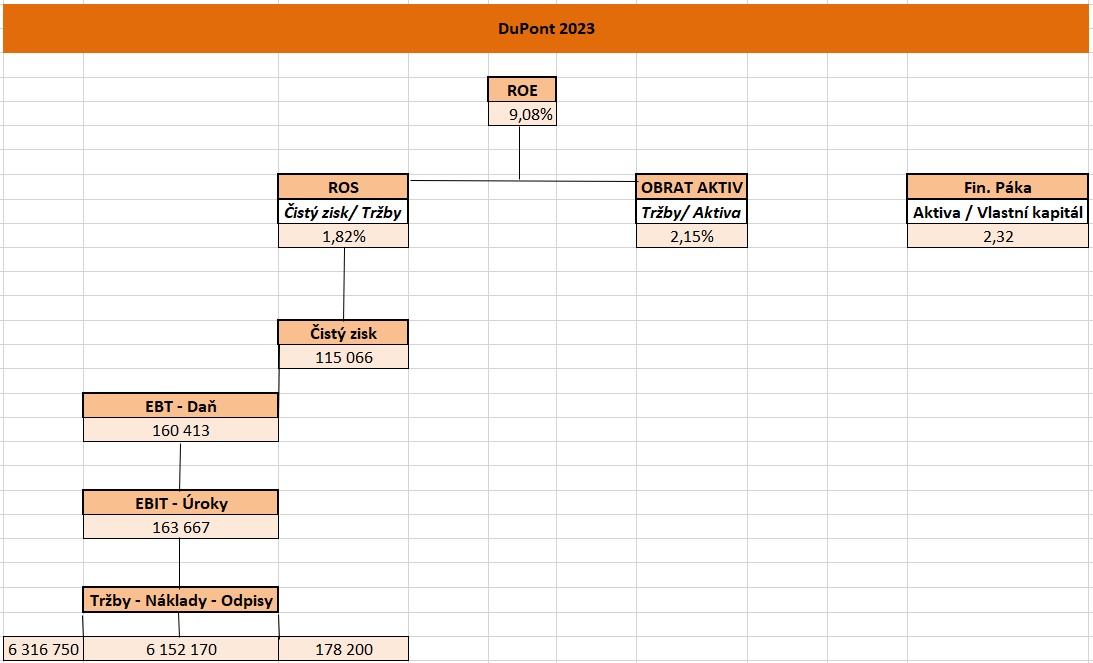 DuPont 2023
ROE
9,08%
ROS
OBRAT AKTIV
Fin. Páka
Čistý zisk/ Tržby
Tržby/ Aktiva
Aktiva / Vlastní kapitál
1,82%
2,15%
2,32
Čistý zisk
115 066
EBT - Daň
160 413
EBIT - Úroky
163 667
Tržby - Náklady - Odpisy
6 316 750
6 152 170
178 200